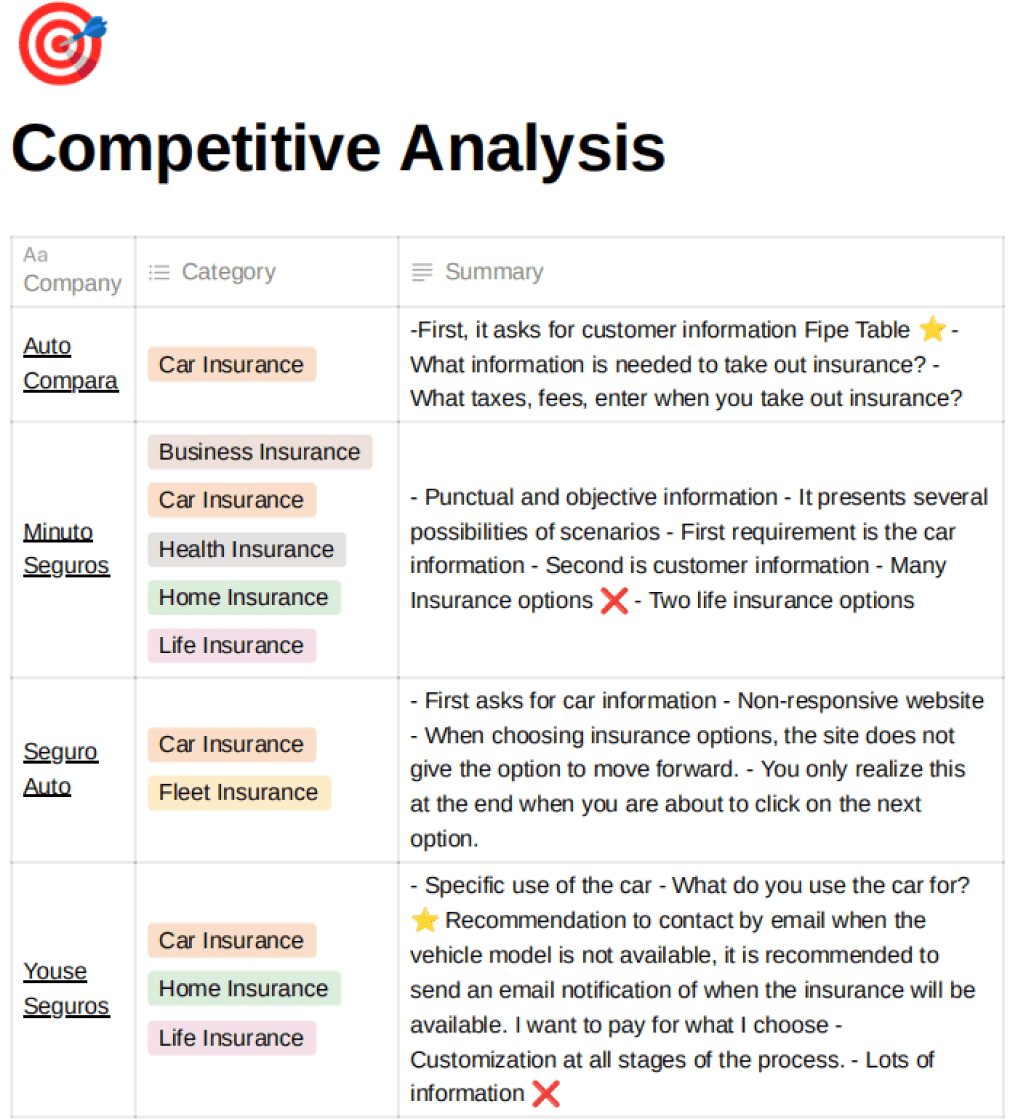 Competitive Analysis
Aa
Company
Category
Summary
Auto
Compara
Car Insurance
-First, it asks for customer information Fipe Table ⭐ -
What information is needed to take out insurance? -
What taxes, fees, enter when you take out insurance?
Minuto
Seguros
Business Insurance
Car Insurance
Health Insurance
Home Insurance
Life Insurance
- Punctual and objective information - It presents several
possibilities of scenarios - First requirement is the car
information - Second is customer information - Many
Insurance options ❌ - Two life insurance options
Seguro
Auto
Car Insurance
Fleet Insurance
- First asks for car information - Non-responsive website
- When choosing insurance options, the site does not
give the option to move forward. - You only realize this
at the end when you are about to click on the next
option.
Youse
Seguros
Car Insurance
Home Insurance
Life Insurance
- Specific use of the car - What do you use the car for?
⭐ Recommendation to contact by email when the
vehicle model is not available, it is recommended to
send an email notification of when the insurance will be
available. I want to pay for what I choose -
Customization at all stages of the process. - Lots of
information ❌